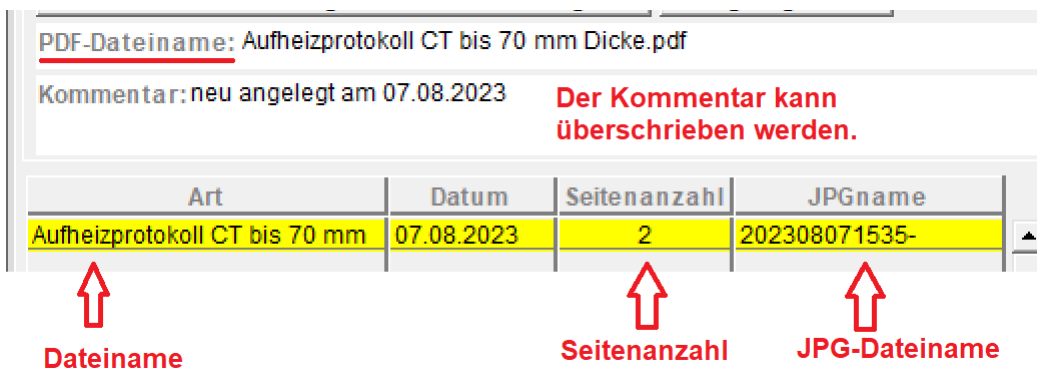 PDF-Dateiname: Aufheizprotokoll CT bis 70 mm Dicke.pdf
Kommentar: neu angelegt am 07.08.2023
Der Kommentar kann
überschrieben werden.
Art Datum Seitenanzahl JPGname
Aufheizprotokoll CT bis 70 mm 07.08.2023 2 202308071535-
Dateiname Seitenanzahl JPG-Dateiname